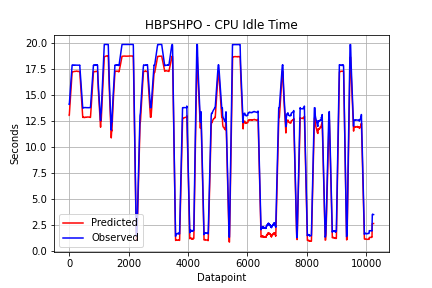 HBPSHPO - CPU Idle Time
20.0
17.5
15.0
12.5
10.0
7.5
5.0
2.5
0.0
Seconds
Predicted
Observed
0 2000 4000 6000 8000 10000
Datapoint